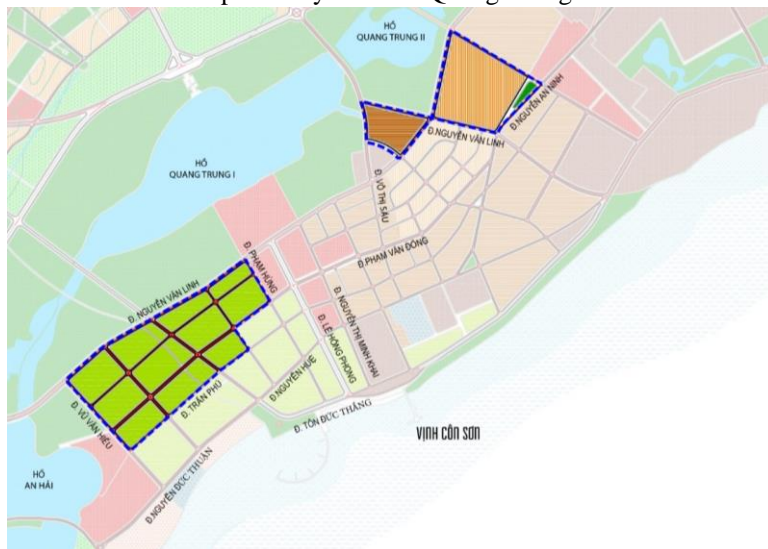 HỒ
QUANG TRUNG II
Đ.NGUYỄN AN NINH
Đ.NGUYỄN VĂN LINH
HỒ
QUANG TRUNG I
Đ. VÕ THỊ SÁU
Đ.PHẠM VĂN ĐỒNG
Đ. PHẠM HÙNG
Đ. NGUYỄN VĂN LINH
Đ. NGUYỄN THỊ MINH KHAI
Đ. LÊ HỒNG PHONG
Đ.NGUYỄN HUỆ
Đ. TRẦN PHÚ
Đ. VŨ VĂN HIẾU
Đ. TÔN ĐỨC THẮNG
VỊNH CÔN SƠN
HỒ
AN HẢI
Đ.NGUYỄN ĐỨC THUẬN